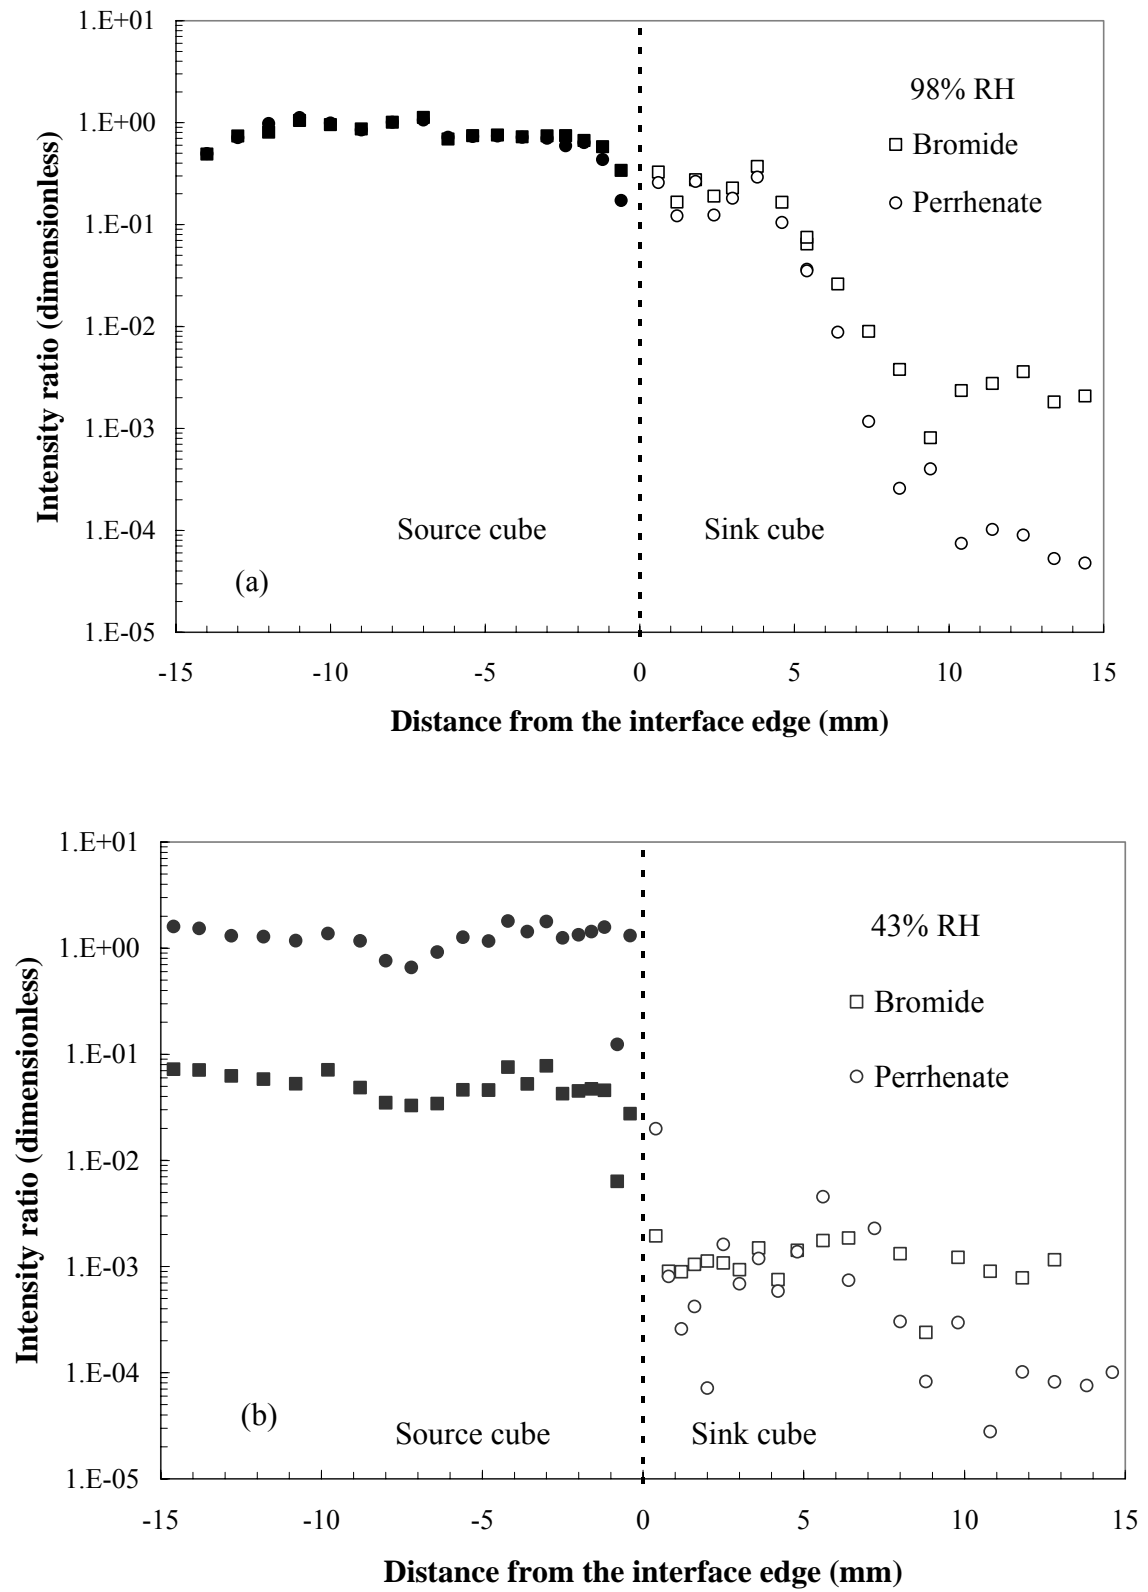 1.E+01
1.E+00
1.E-01
1.E-02
1.E-03
1.E-04
1.E-05
Intensity ratio (dimensionless)
98% RH
Bromide
Perrhenate
Source cube
Sink cube
(a)
-15 -10 -5 0 5 10 15
Distance from the interface edge (mm)
1.E+01
1.E+00
1.E-01
1.E-02
1.E-03
1.E-04
1.E-05
Intensity ratio (dimensionless)
43% RH
Bromide
Perrhenate
(b)
Source cube
Sink cube
-15 -10 -5 0 5 10 15
Distance from the interface edge (mm)